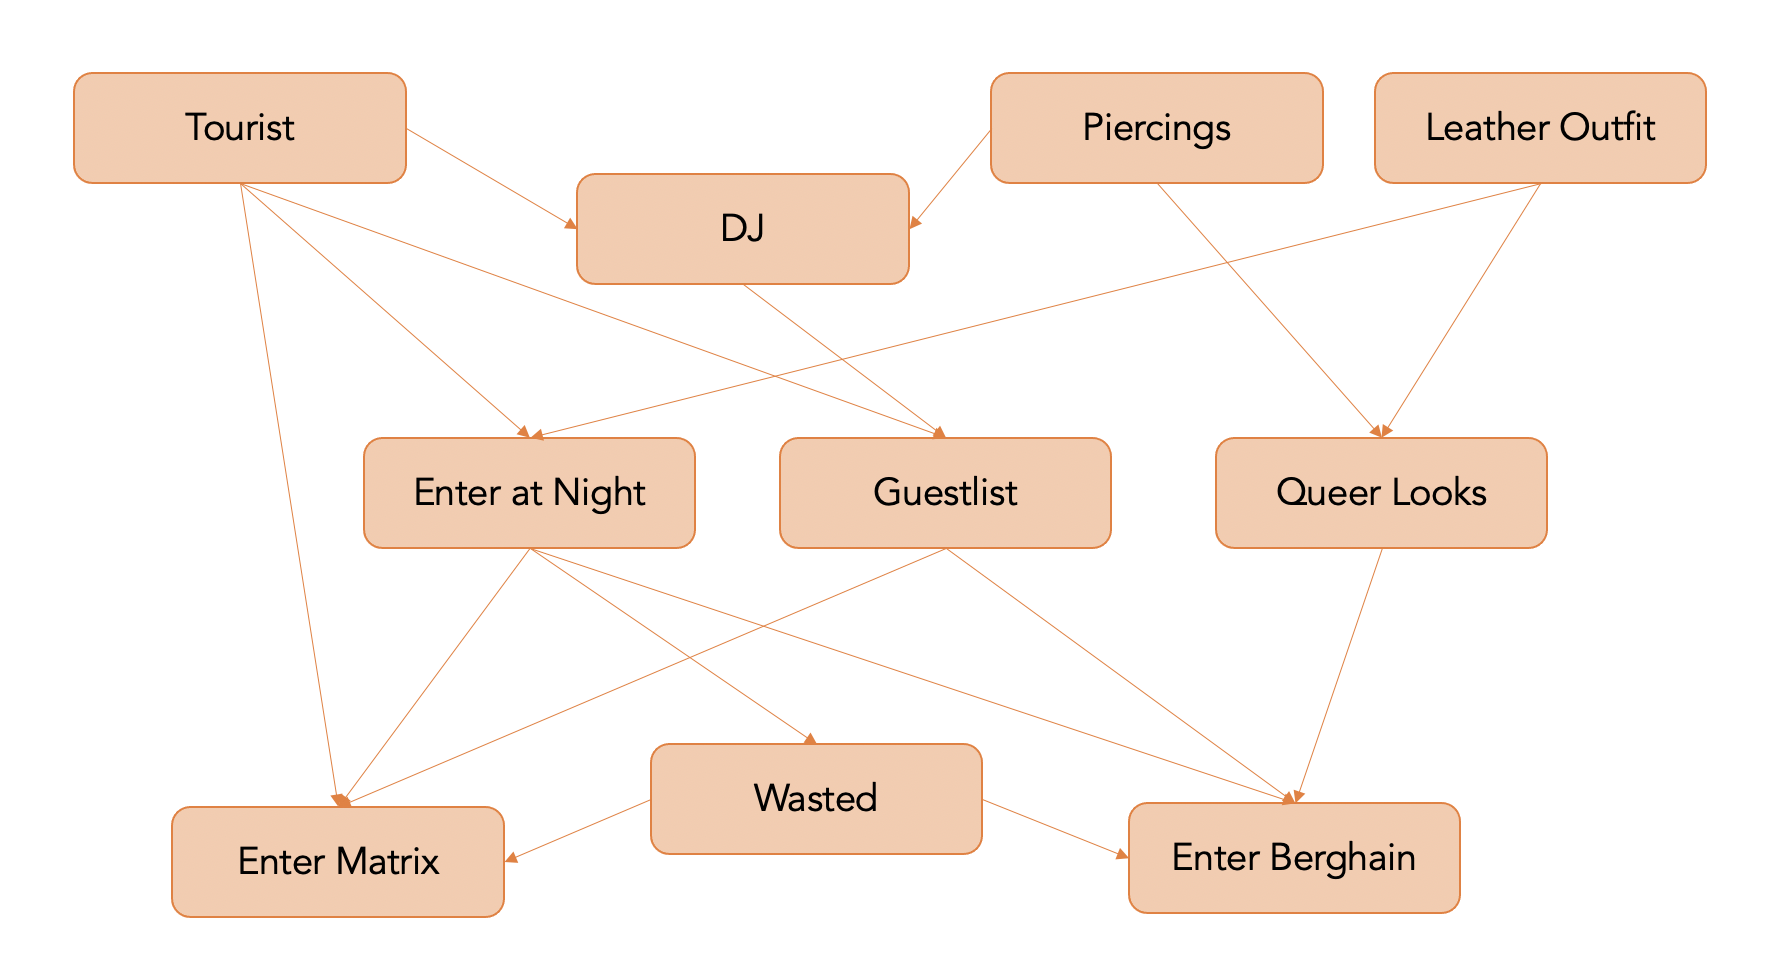 Tourist
Piercings
Leather Outfit
DJ
Enter at Night
Guestlist
Queer Looks
Wasted
Enter Matrix
Enter Berghain